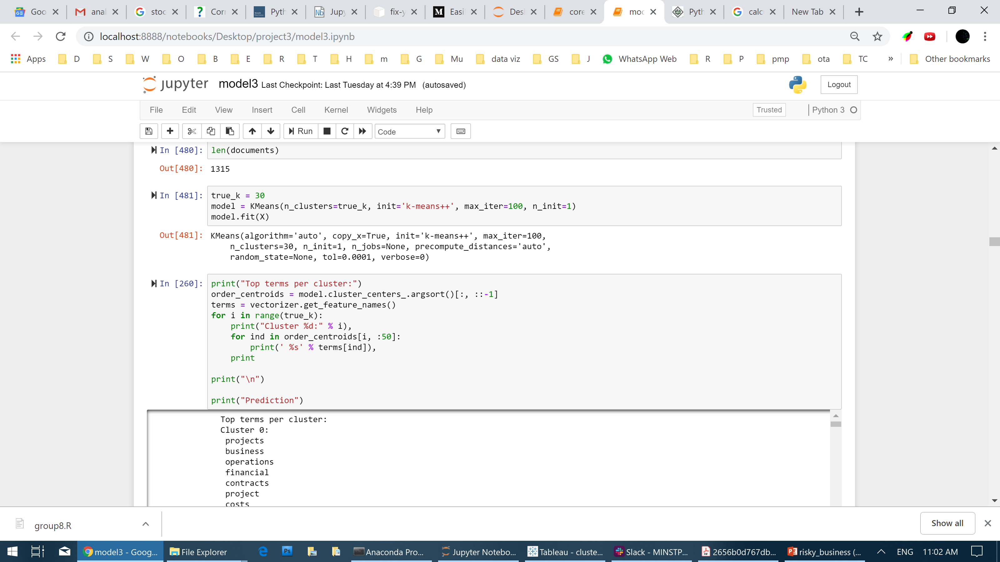 Goo anal stoc Corr Pyth Jupy fix-y Easi Desk core mod Pyth calc New Tab
localhost:8888/notebooks/Desktop/project3/model3.ipynb
Apps D S W O B E R T H m G Mu data viz GS J WhatsApp Web R P pmp ota TC » Other bookmarks
jupyter model3 Last Checkpoint: Last Tuesday at 4:39 PM (autosaved) Logout
File Edit View Insert Cell Kernel Widgets Help Trusted Python 3
Run Code
In [480]: len(documents)
Out[480]: 1315
In [481]: true_k = 30
model = KMeans(n_clusters=true_k, init='k-means++', max_iter=100, n_init=1)
model.fit(X)
Out[481]: KMeans(algorithm='auto', copy_x=True, init='k-means++', max_iter=100,
n_clusters=30, n_init=1, n_jobs=None, precompute_distances='auto',
random_state=None, tol=0.0001, verbose=0)
In [260]: print("Top terms per cluster:")
order_centroids = model.cluster_centers_.argsort()[:, ::-1]
terms = vectorizer.get_feature_names()
for i in range(true_k):
print("Cluster %d:" % i),
for ind in order_centroids[i, :50]:
print(' %s' % terms[ind]),
print
print("\n")
print("Prediction")
Top terms per cluster:
Cluster 0:
projects
business
operations
financial
contracts
project
costs
group8.R Show all
model3 - Goog... File Explorer Ps Anaconda Pro... Jupyter Notebo... Tableau - cluste... Slack - MINSTP... 2656b0d767db... risky_business (... ENG 11:02 AM